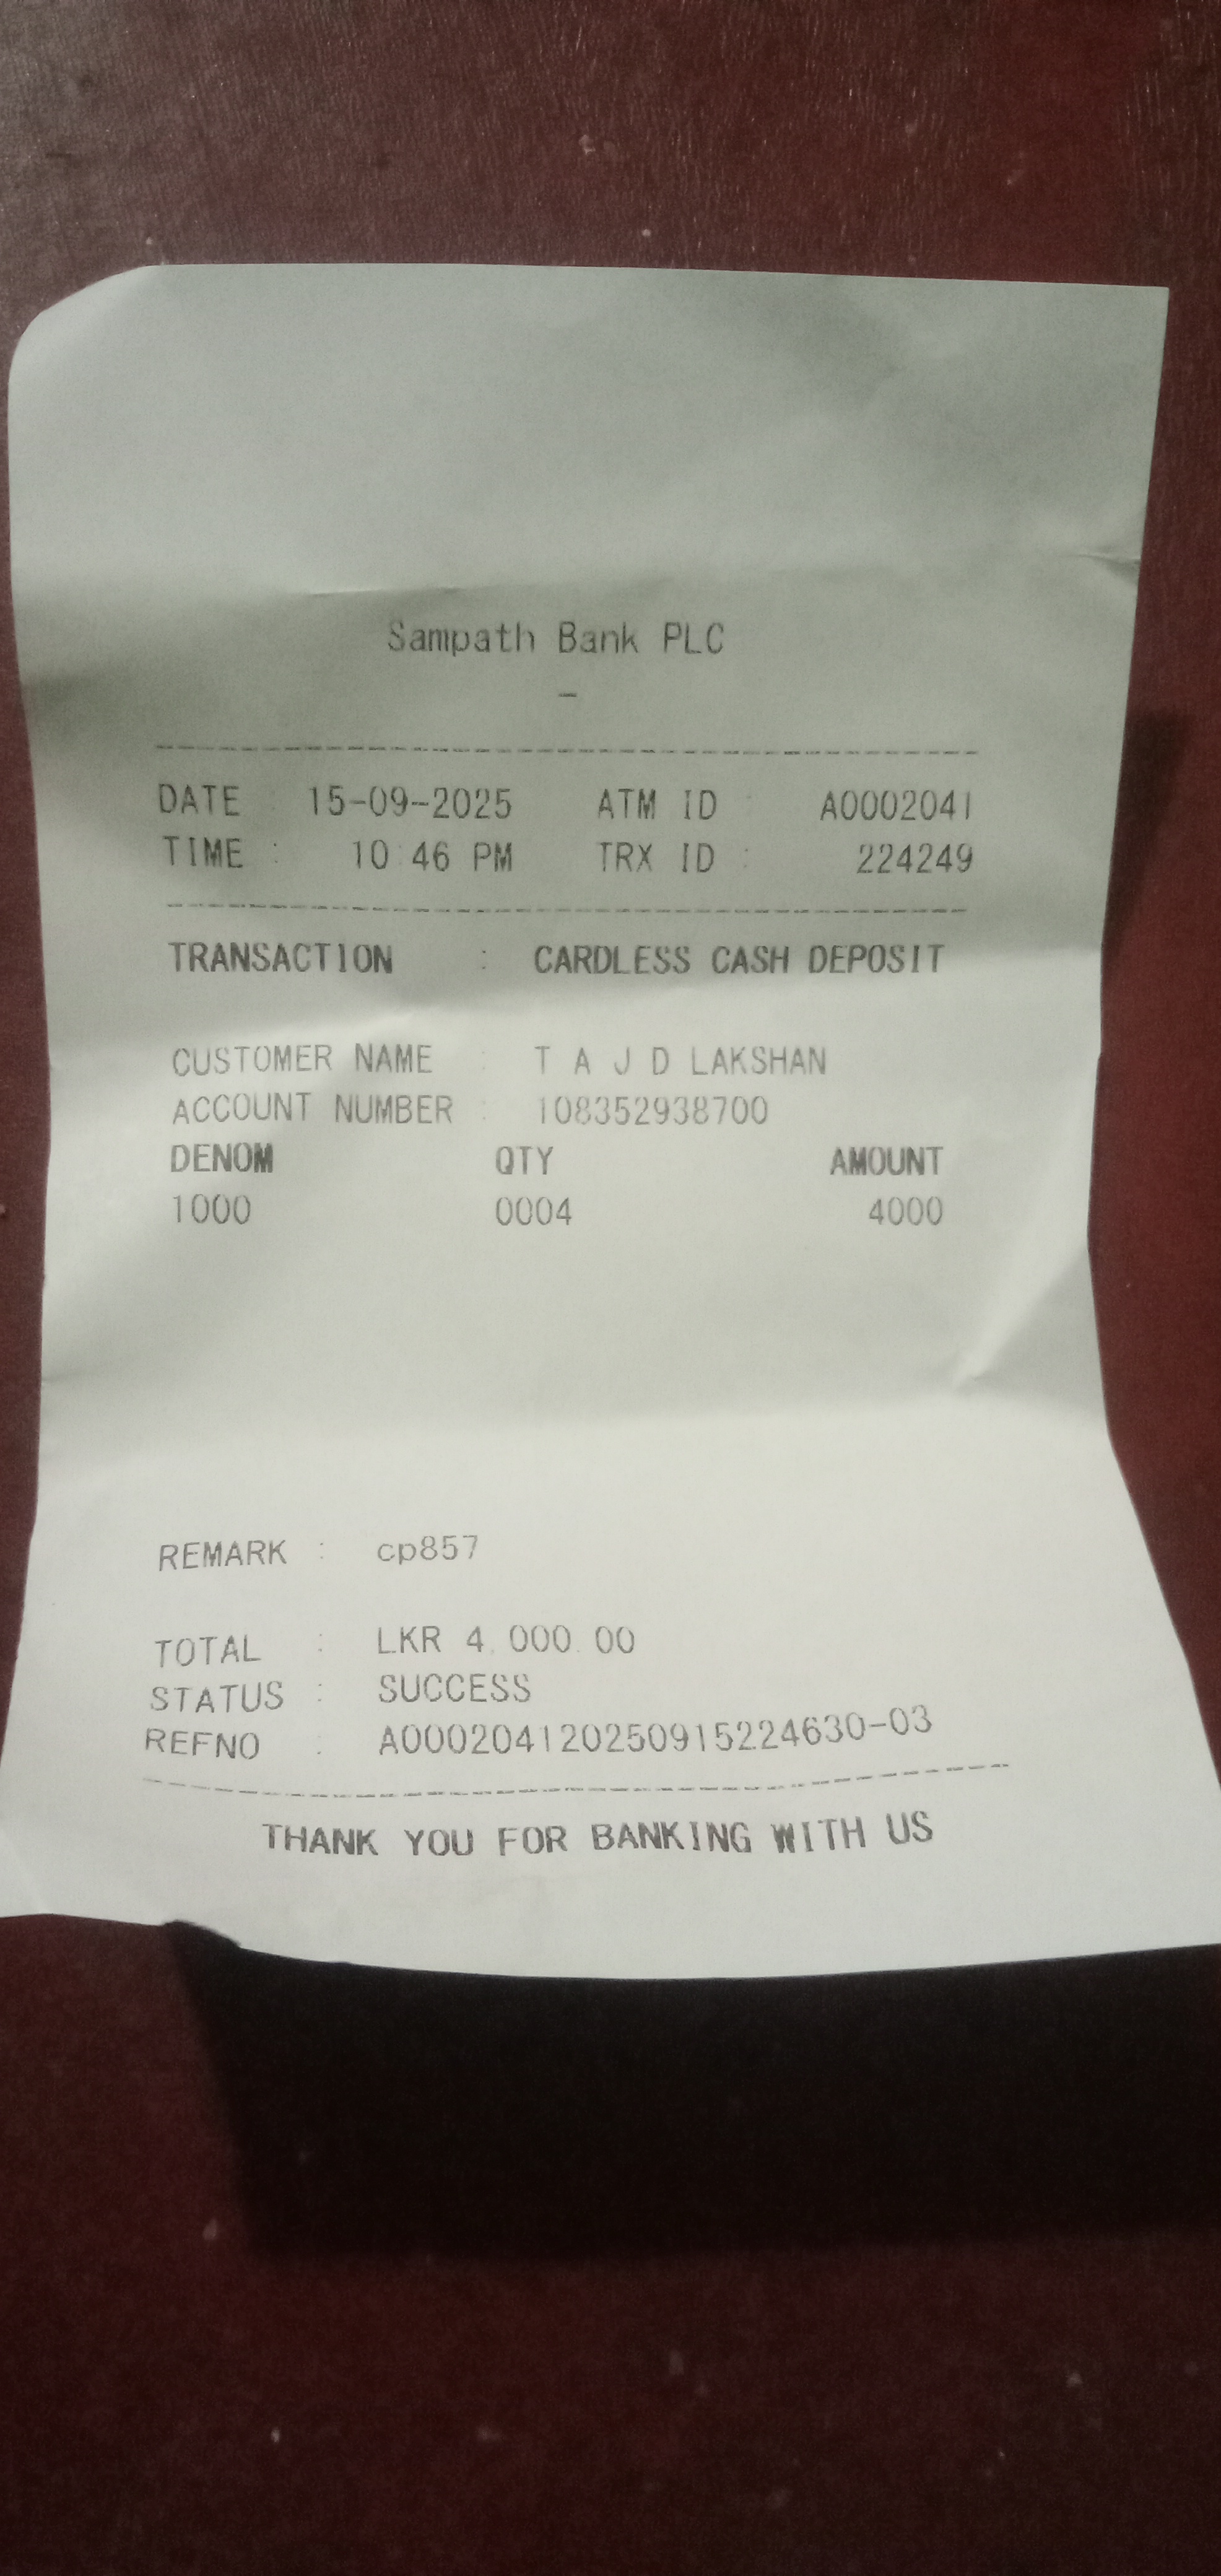 Sampath Bank PLC
-
DATE : 15-09-2025 ATM ID : A0002041
TIME : 10:46 PM TRX ID : 224249
TRANSACTION : CARDLESS CASH DEPOSIT
CUSTOMER NAME : T A J D LAKSHAN
ACCOUNT NUMBER : 108352938700
DENOM QTY AMOUNT
1000 0004 4000
REMARK : cp857
TOTAL : LKR 4,000.00
STATUS : SUCCESS
REFNO : A000204120250915224630-03
THANK YOU FOR BANKING WITH US